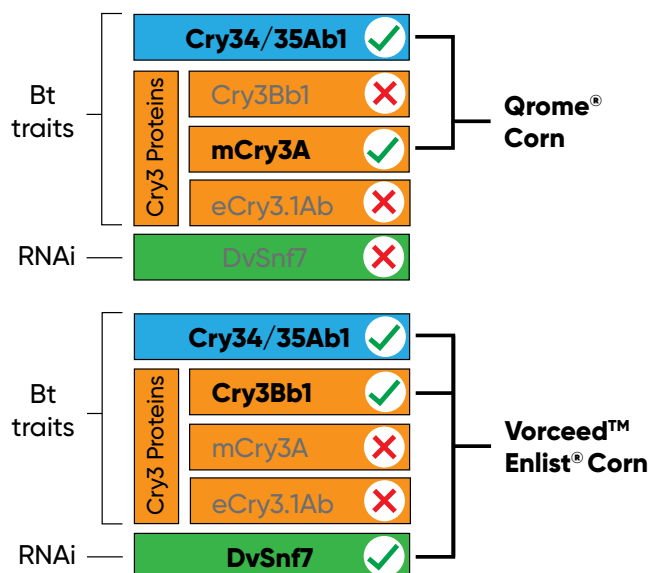 Cry34/35Ab1
Bt
traits
Cry3 Proteins
Cry3Bb1
mCry3A
eCry3.1Ab
Qrome®
Corn
RNAi
DvSnf7
Cry34/35Ab1
Bt
traits
Cry3 Proteins
Cry3Bb1
mCry3A
eCry3.1Ab
Vorceed™
Enlist® Corn
RNAi
DvSnf7